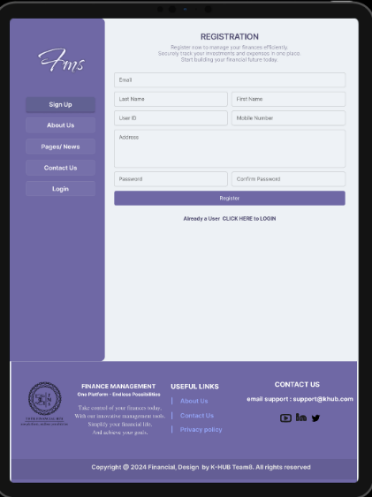 Fms
Sign Up
About Us
Pages/ News
Contact Us
Login
REGISTRATION
Register now to manage your finances efficiently.
Securely track your investments and expenses in one place.
Start building your financial future today.
Email
Last Name
First Name
User ID
Mobile Number
Address
Password
Confirm Password
Register
Already a User CLICK HERE to LOGIN
FINANCE MANAGEMENT
One Platform - Endless Possibilities
Take control of your finances today.
With our innovative management tools.
Simplify your financial life.
And achieve your goals.
USEFUL LINKS
About Us
Contact Us
Privacy policy
CONTACT US
email support : support@khub.com
Copyright @ 2024 Financial, Design by K-HUB Team9. All rights reserved